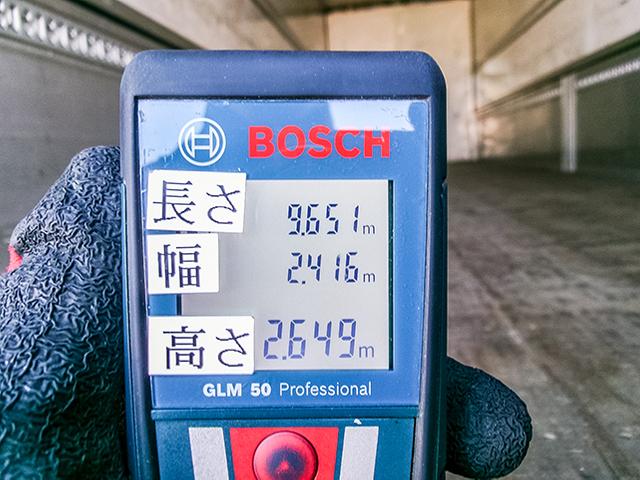 BOSCH
長さ 9.651m
幅 2.416m
高さ 2.649m
GLM 50 Professional